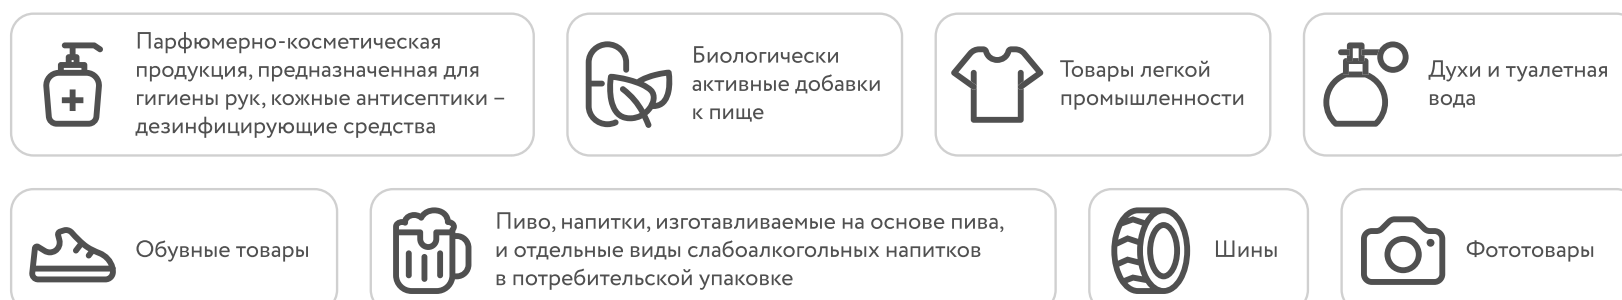 Парфюмерно-косметическая
продукция, предназначенная для
гигиены рук, кожные антисептики –
дезинфицирующие средства
Биологически
активные добавки
к пище
Товары легкой
промышленности
Духи и туалетная
вода
Обувные товары
Пиво, напитки, изготавливаемые на основе пива,
и отдельные виды слабоалкогольных напитков
в потребительской упаковке
Шины
Фототовары